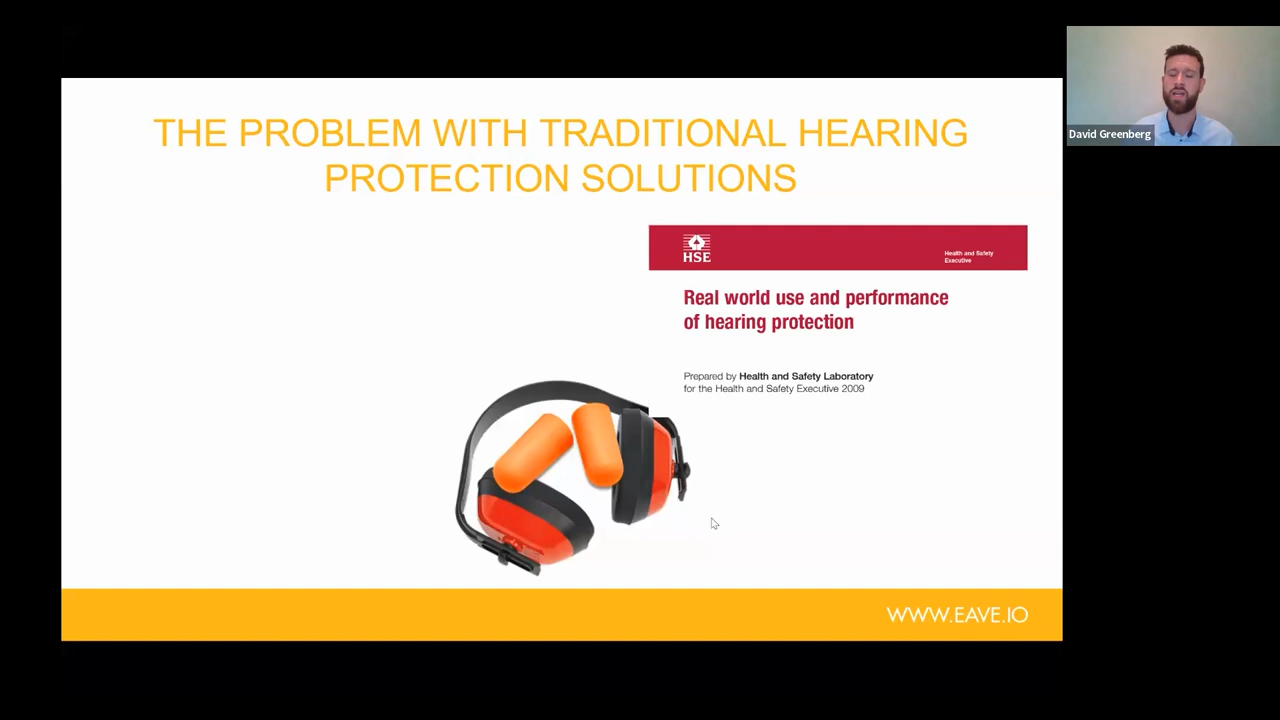 THE PROBLEM WITH TRADITIONAL HEARING
PROTECTION SOLUTIONS
David Greenberg
HSE
Health and Safety
Executive
Real world use and performance
of hearing protection
Prepared by Health and Safety Laboratory
for the Health and Safety Executive 2009
WWW.EAVE.IO